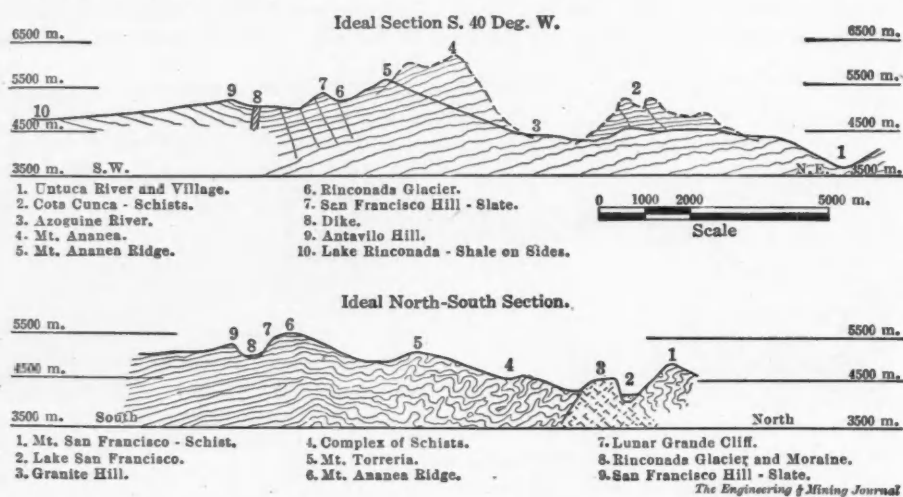 Ideal Section S. 40 Deg. W.
6500 m. 6500 m.
4
5500 m. 5 5500 m.
9 8 7 6 2
10
4500 m. 3 4500 m.
1
3500 m. S.W. N.E. 3500 m.
1. Untuca River and Village.
2. Cota Cunca - Schists.
3. Azoguine River.
4. Mt. Ananea.
5. Mt. Ananea Ridge.
6. Rinconada Glacier.
7. San Francisco Hill - Slate.
8. Dike.
9. Antavilo Hill.
10. Lake Rinconada - Shale on Sides.
0 1000 2000 5000 m.
Scale
Ideal North-South Section.
5500 m. 5500 m.
9 8 7 6 5 4 3 2 1
4500 m. 4500 m.
3500 m. South North 3500 m.
1. Mt. San Francisco - Schist.
2. Lake San Francisco.
3. Granite Hill.
4. Complex of Schists.
5. Mt. Torreria.
6. Mt. Ananea Ridge.
7. Lunar Grande Cliff.
8. Rinconada Glacier and Moraine.
9. San Francisco Hill - Slate.
The Engineering & Mining Journal